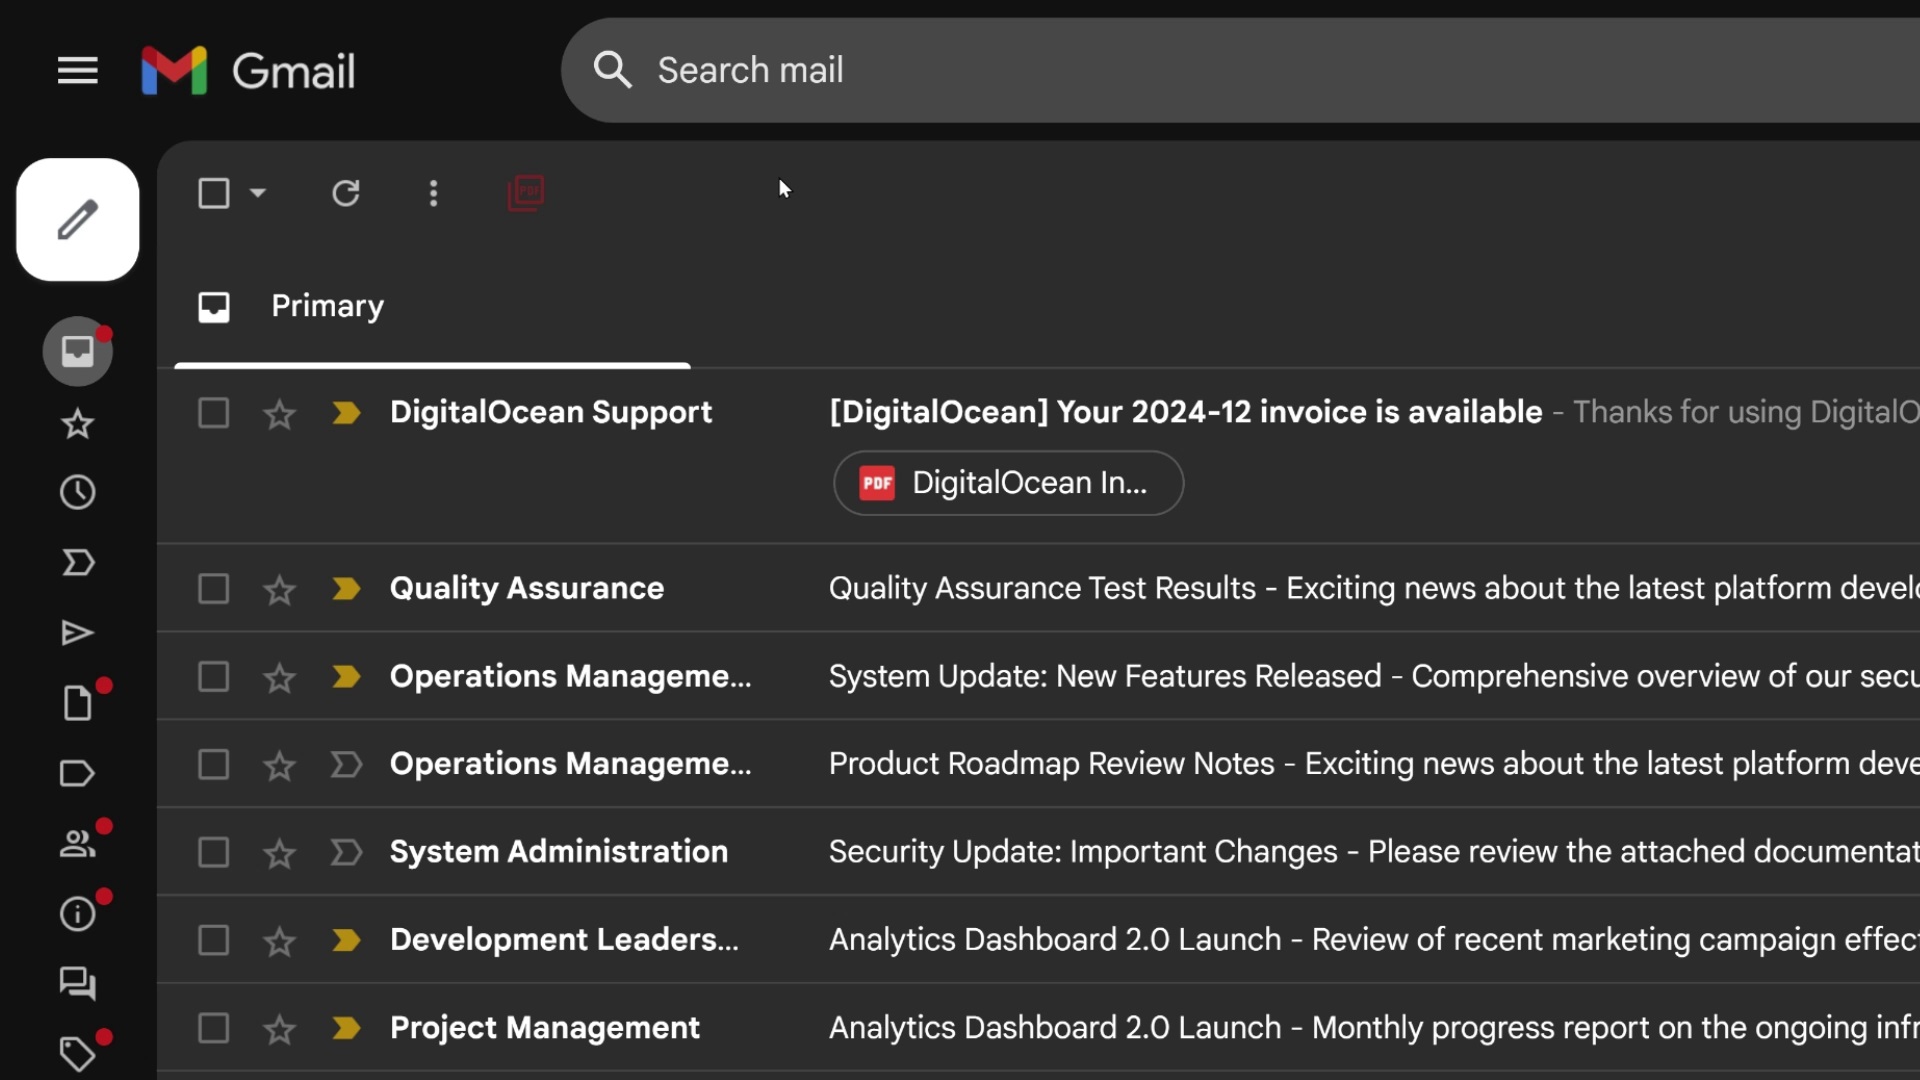 Gmail
Search mail
PDF
Primary
DigitalOcean Support [DigitalOcean] Your 2024-12 invoice is available - Thanks for using DigitalO
PDF DigitalOcean In...
Quality Assurance Quality Assurance Test Results - Exciting news about the latest platform develo
Operations Manageme... System Update: New Features Released - Comprehensive overview of our secu
Operations Manageme... Product Roadmap Review Notes - Exciting news about the latest platform deve
System Administration Security Update: Important Changes - Please review the attached documentat
Development Leaders... Analytics Dashboard 2.0 Launch - Review of recent marketing campaign effect
Project Management Analytics Dashboard 2.0 Launch - Monthly progress report on the ongoing infr